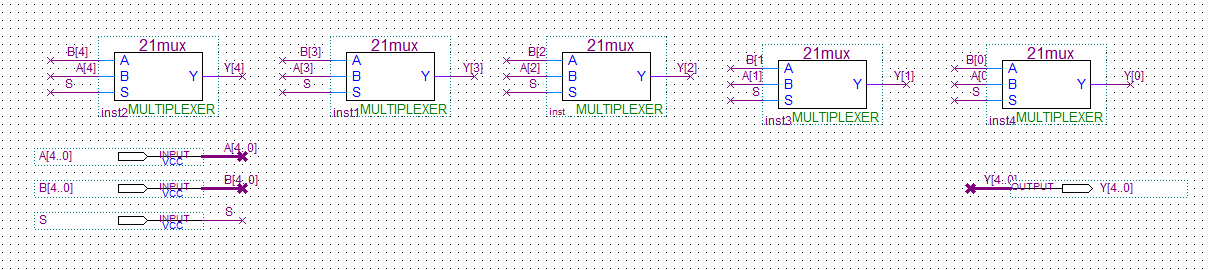 21mux 21mux 21mux 21mux 21mux
B[4] A B[3] A B[2 A B[1 A B[0] A
A[4] B Y Y[4] A[3] B Y Y[3] A[2] B Y Y[2] A[1] B Y Y[1] A[0 B Y Y[0]
S S S S S S S S S S
inst2 MULTIPLEXER inst1 MULTIPLEXER inst MULTIPLEXER inst3 MULTIPLEXER inst4 MULTIPLEXER
A[4..0] INPUT VCC A[4..0]
B[4..0] INPUT VCC B[4..0] Y[4..0] OUTPUT Y[4..0]
S INPUT VCC S